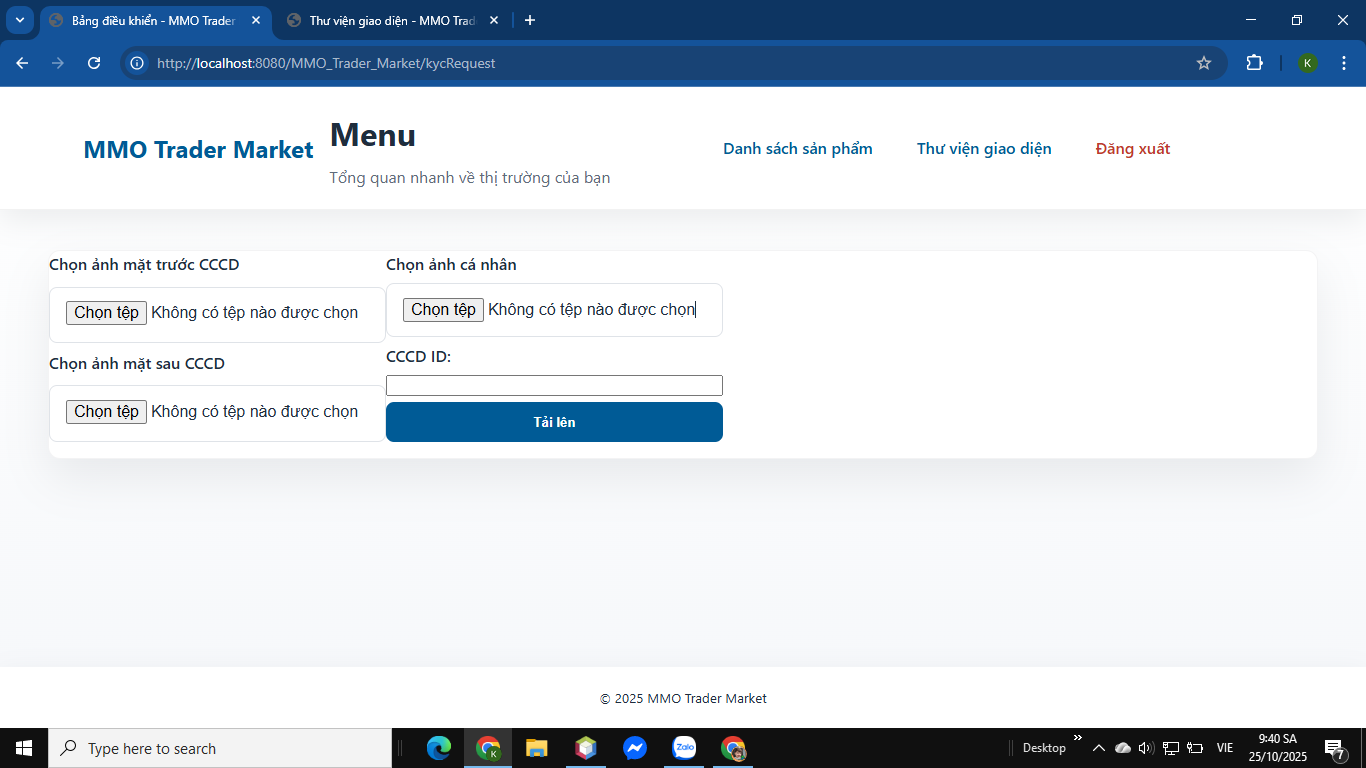 Bảng điều khiển - MMO Trader
Thư viện giao diện - MMO Trad
http://localhost:8080/MMO_Trader_Market/kycRequest
K
MMO Trader Market
Menu
Tổng quan nhanh về thị trường của bạn
Danh sách sản phẩm
Thư viện giao diện
Đăng xuất
Chọn ảnh mặt trước CCCD
Chọn tệp Không có tệp nào được chọn
Chọn ảnh mặt sau CCCD
Chọn tệp Không có tệp nào được chọn
Chọn ảnh cá nhân
Chọn tệp Không có tệp nào được chọn
CCCD ID:
Tải lên
© 2025 MMO Trader Market
Type here to search
K
Zalo
Desktop
VIE
9:40 SA
25/10/2025
7